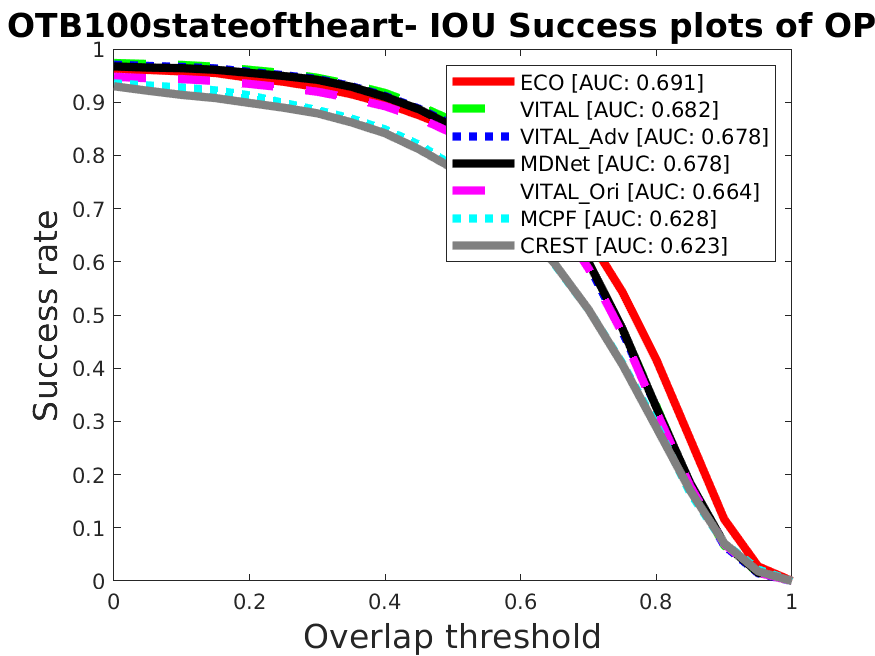 OTB100stateoftheart- IOU Success plots of OP
1
0.9
0.8
0.7
0.6
0.5
0.4
0.3
0.2
0.1
0
Success rate
ECO [AUC: 0.691]
VITAL [AUC: 0.682]
VITAL_Adv [AUC: 0.678]
MDNet [AUC: 0.678]
VITAL_Ori [AUC: 0.664]
MCPF [AUC: 0.628]
CREST [AUC: 0.623]
0 0.2 0.4 0.6 0.8 1
Overlap threshold